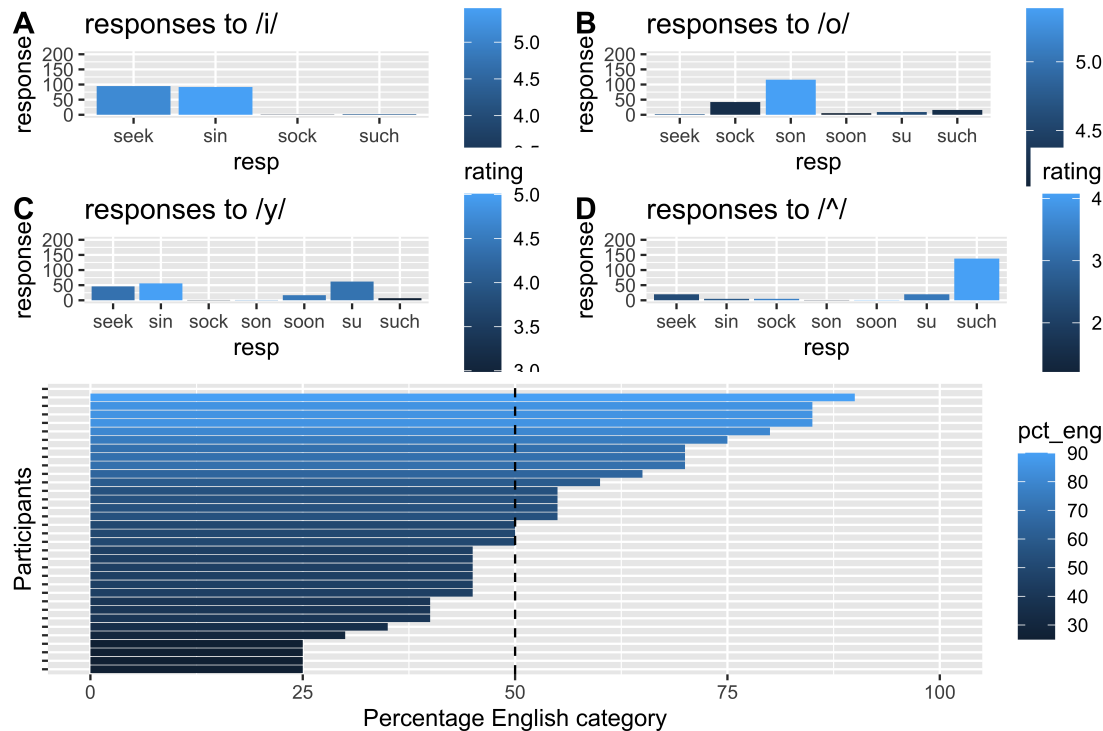 A responses to /i/
response
200
150
100
50
0
seek sin sock such
resp
5.0
4.5
4.0
B responses to /o/
response
200
150
100
50
0
seek sock son soon su such
resp
5.0
4.5
C responses to /y/
response
200
150
100
50
0
seek sin sock son soon su such
resp
rating
5.0
4.5
4.0
3.5
3.0
D responses to /^/
response
200
150
100
50
0
seek sin sock son soon su such
resp
rating
4
3
2
Participants
0 25 50 75 100
Percentage English category
pct_eng
90
80
70
60
50
40
30